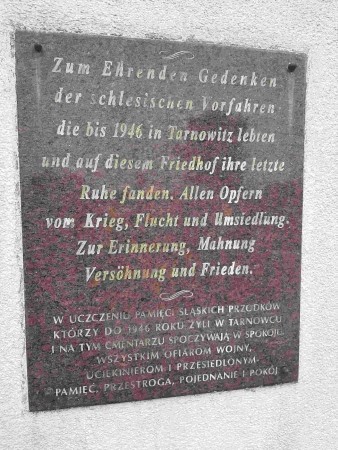 Zum Ehrenden Gedenken
der schlesischen Vorfahren
die bis 1946 in Tarnowitz lebten
und auf diesem Friedhof ihre letzte
Ruhe fanden. Allen Opfern
vom Krieg, Flucht und Umsiedlung.
Zur Erinnerung, Mahnung
Versöhnung und Frieden.
W UCZCZENIU PAMIĘCI ŚLĄSKICH PRZODKÓW
KTÓRZY DO 1946 ROKU ŻYLI W TARNOWCU
I NA TYM CMENTARZU SPOCZYWAJĄ W SPOKOJU.
WSZYSTKIM OFIAROM WOJNY,
UCIEKINIEROM I PRZESIEDLONYM-
PAMIĘĆ, PRZESTROGA, POJEDNANIE I POKÓJ